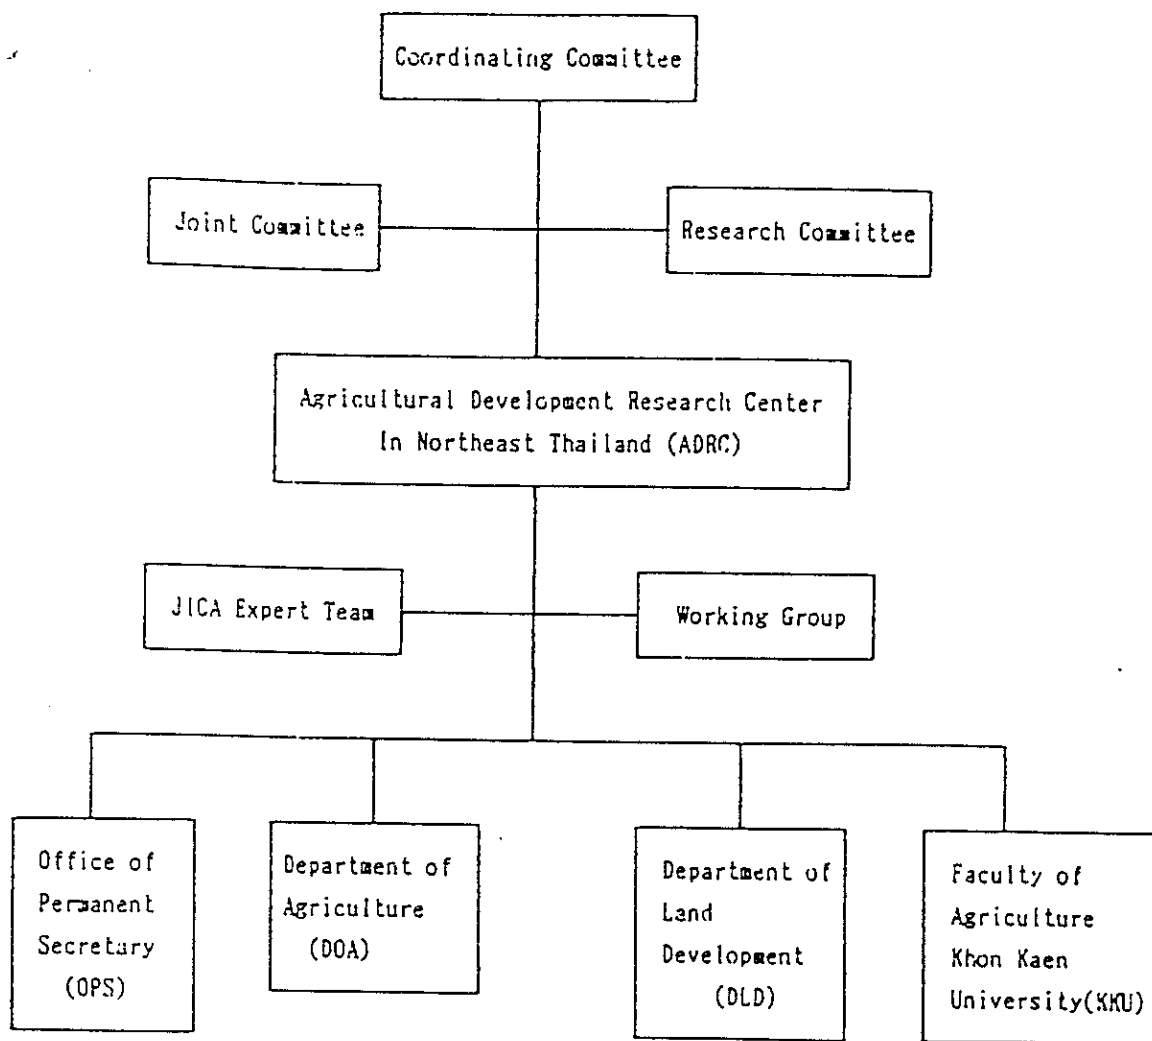 Coordinating Committee
Joint Committee
Research Committee
Agricultural Development Research Center
in Northeast Thailand (ADRC)
JICA Expert Team
Working Group
Office of
Permanent
Secretary
(OPS)
Department of
Agriculture
(DOA)
Department of
Land
Development
(DLD)
Faculty of
Agriculture
Khon Kaen
University(KKU)